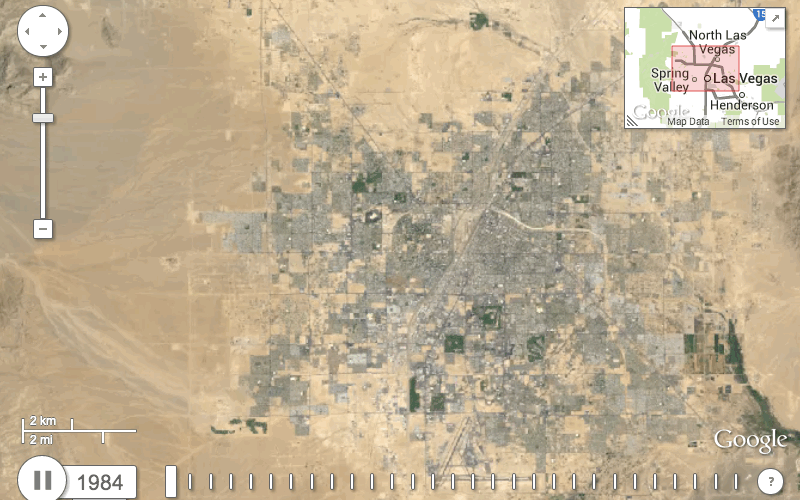 +
−
15
North Las
Vegas
Spring
Valley
Las Vegas
Henderson
Google
Map Data
Terms of Use
2 km
2 mi
Google
1984
?